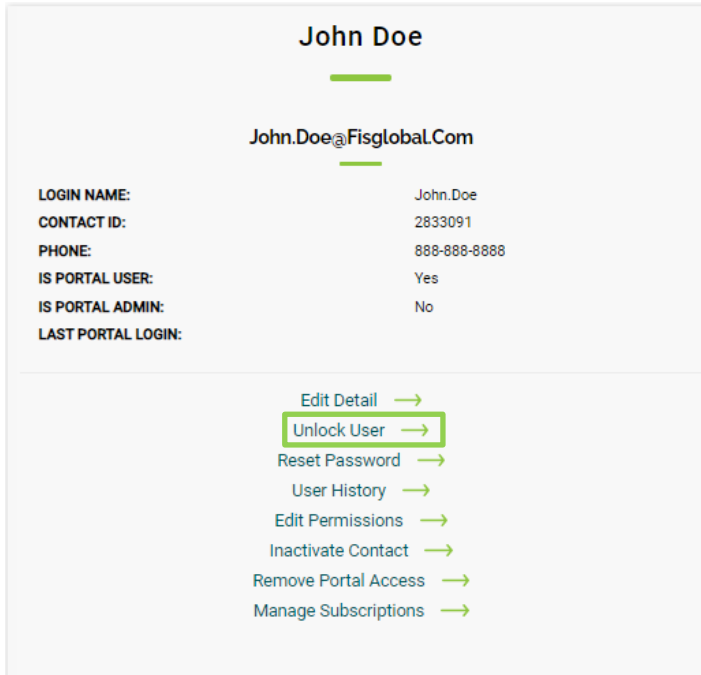 John Doe
John.Doe@Fisglobal.Com
LOGIN NAME: John.Doe
CONTACT ID: 2833091
PHONE: 888-888-8888
IS PORTAL USER: Yes
IS PORTAL ADMIN: No
LAST PORTAL LOGIN:
Edit Detail
Unlock User
Reset Password
User History
Edit Permissions
Inactivate Contact
Remove Portal Access
Manage Subscriptions